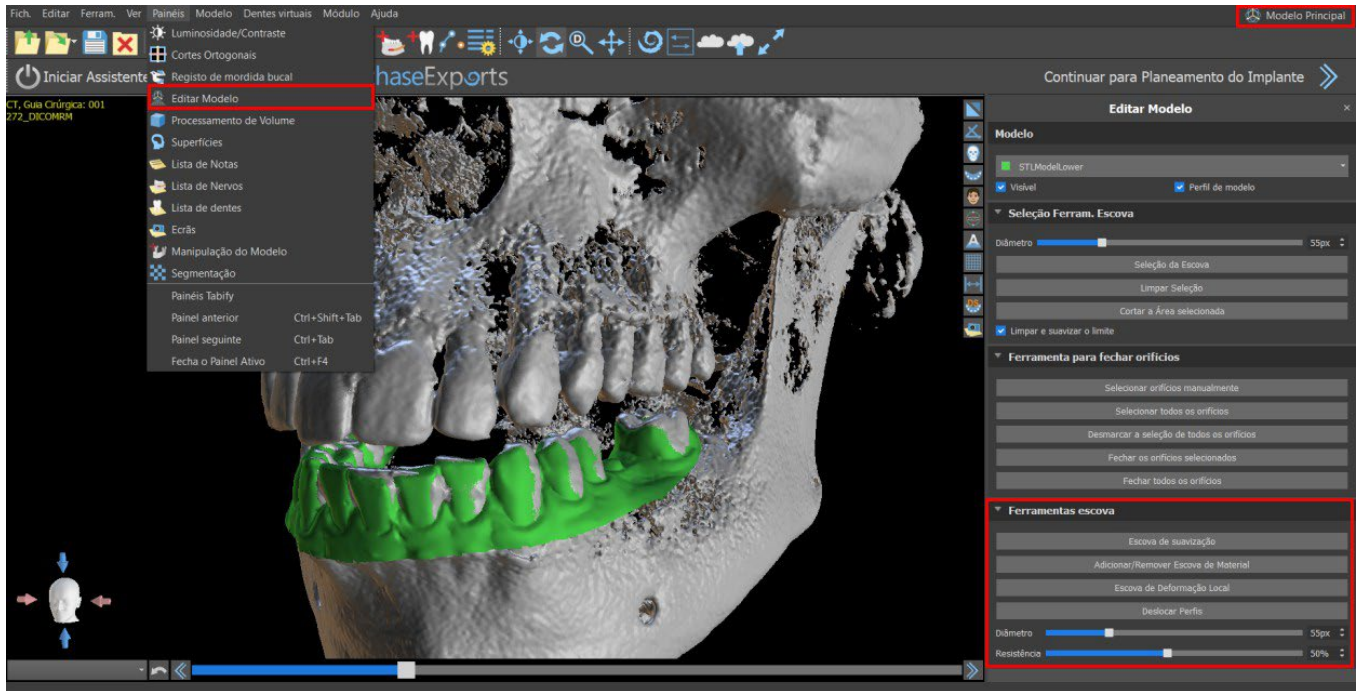 Fich. Editar Ferram. Ver Painéis Modelo Dentes virtuais Módulo Ajuda
Modelo Principal
Iniciar Assistente
haseExports
Continuar para Planeamento do Implante
CT, Guia Cirúrgica: 001
272_DICOMRM
Luminosidade/Contraste
Cortes Ortogonais
Registo de mordida bucal
Editar Modelo
Processamento de Volume
Superfícies
Lista de Notas
Lista de Nervos
Lista de dentes
Ecrãs
Manipulação do Modelo
Segmentação
Painéis Tabify
Painel anterior Ctrl+Shift+Tab
Painel seguinte Ctrl+Tab
Fecha o Painel Ativo Ctrl+F4
Editar Modelo
Modelo
STLModelLower
Visível Perfil de modelo
Seleção Ferram. Escova
Diâmetro 55px
Seleção da Escova
Limpar Seleção
Cortar a Área selecionada
Limpar e suavizar o limite
Ferramenta para fechar orifícios
Selecionar orifícios manualmente
Selecionar todos os orifícios
Desmarcar a seleção de todos os orifícios
Fechar os orifícios selecionados
Fechar todos os orifícios
Ferramentas escova
Escova de suavização
Adicionar/Remover Escova de Material
Escova de Deformação Local
Deslocar Perfis
Diâmetro 55px
Resistência 50%